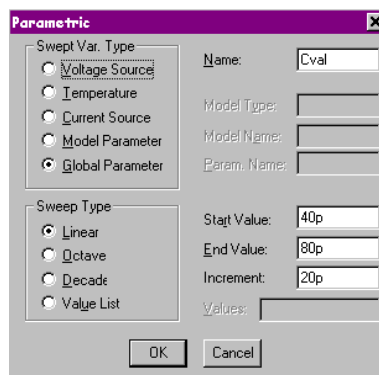 Parametric
Swept Var. Type
Voltage Source
Temperature
Current Source
Model Parameter
Global Parameter
Name: Cval
Model Type:
Model Name:
Param. Name:
Sweep Type
Linear
Octave
Decade
Value List
Start Value: 40p
End Value: 80p
Increment: 20p
Values:
OK Cancel